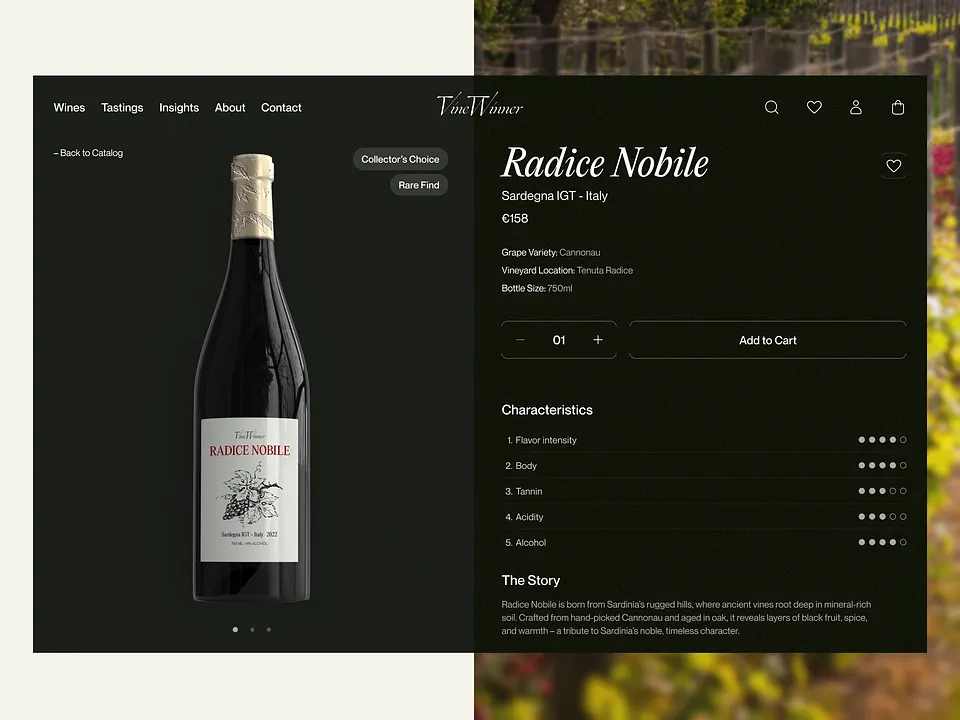 Wines Tastings Insights About Contact
VineWinner
– Back to Catalog
Collector's Choice
Rare Find
VineWinner
RADICE NOBILE
Sardegna IGT - Italy 2022
Radice Nobile
Sardegna IGT - Italy
€158
Grape Variety: Cannonau
Vineyard Location: Tenuta Radice
Bottle Size: 750ml
01
Add to Cart
Characteristics
1. Flavor intensity
2. Body
3. Tannin
4. Acidity
5. Alcohol
The Story
Radice Nobile is born from Sardinia's rugged hills, where ancient vines root deep in mineral-rich
soil. Crafted from hand-picked Cannonau and aged in oak, it reveals layers of black fruit, spice,
and warmth – a tribute to Sardinia's noble, timeless character.